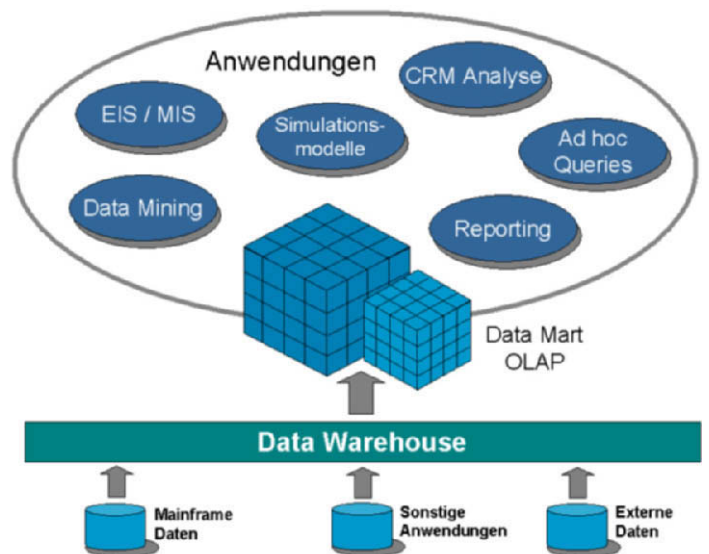 Anwendungen
CRM Analyse
EIS / MIS
Simulations-
modelle
Ad hoc
Queries
Data Mining
Reporting
Data Mart
OLAP
Data Warehouse
Mainframe
Daten
Sonstige
Anwendungen
Externe
Daten